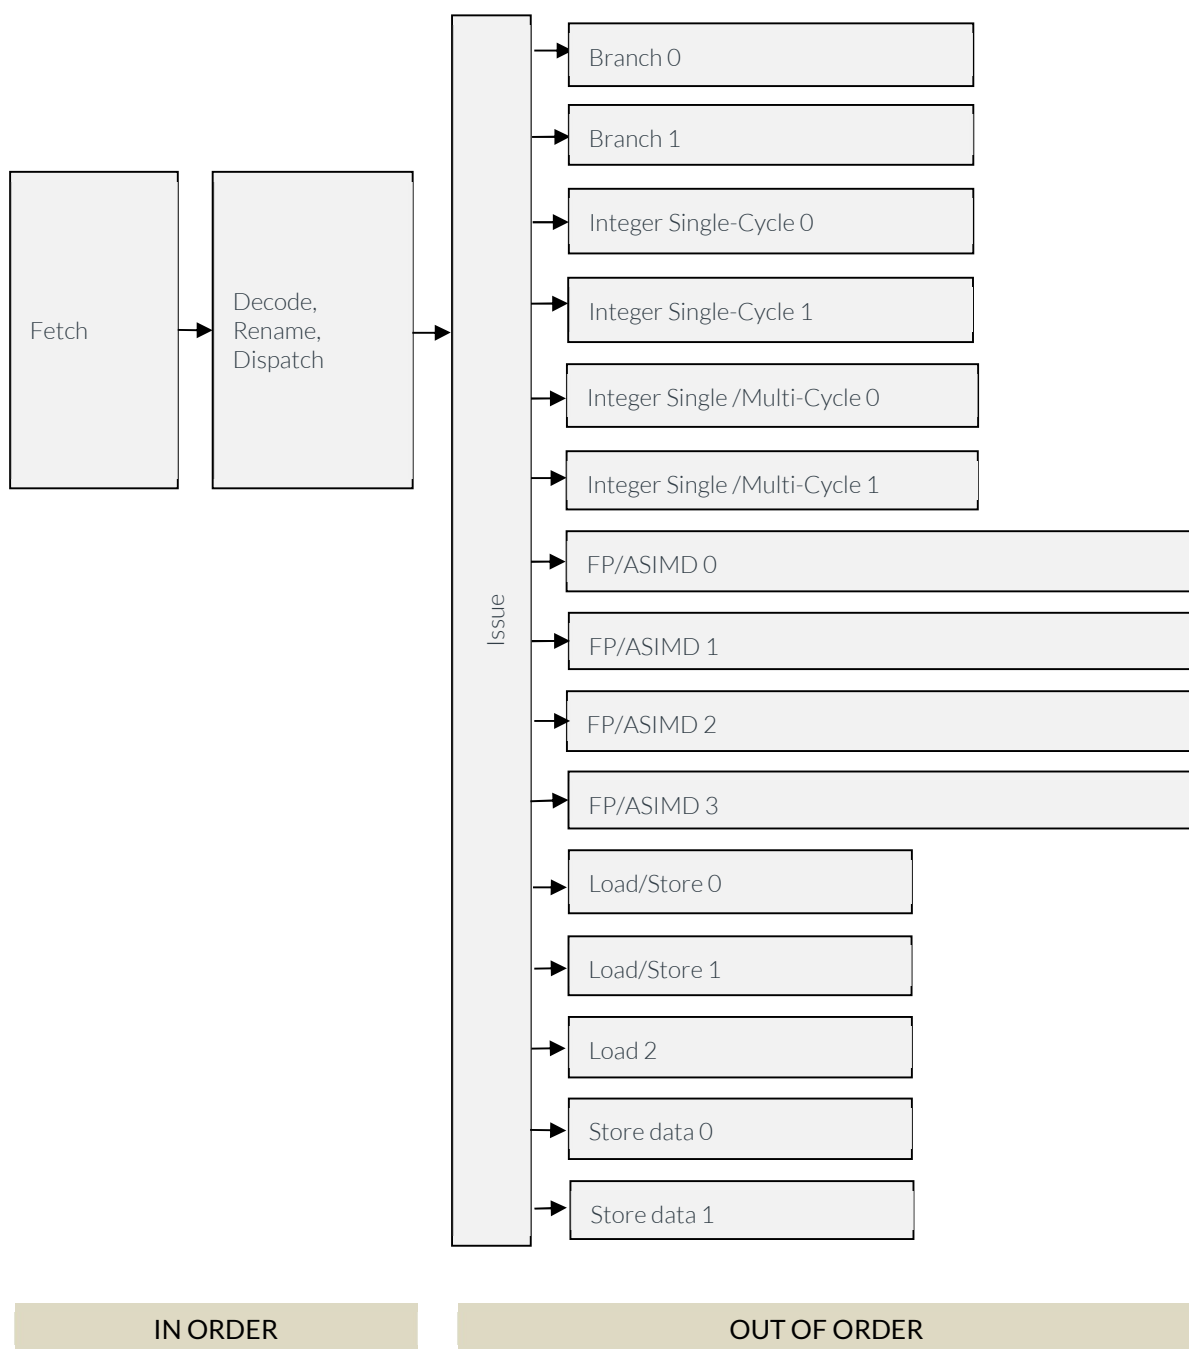 Fetch
Decode,
Rename,
Dispatch
Issue
Branch 0
Branch 1
Integer Single-Cycle 0
Integer Single-Cycle 1
Integer Single /Multi-Cycle 0
Integer Single /Multi-Cycle 1
FP/ASIMD 0
FP/ASIMD 1
FP/ASIMD 2
FP/ASIMD 3
Load/Store 0
Load/Store 1
Load 2
Store data 0
Store data 1
IN ORDER
OUT OF ORDER